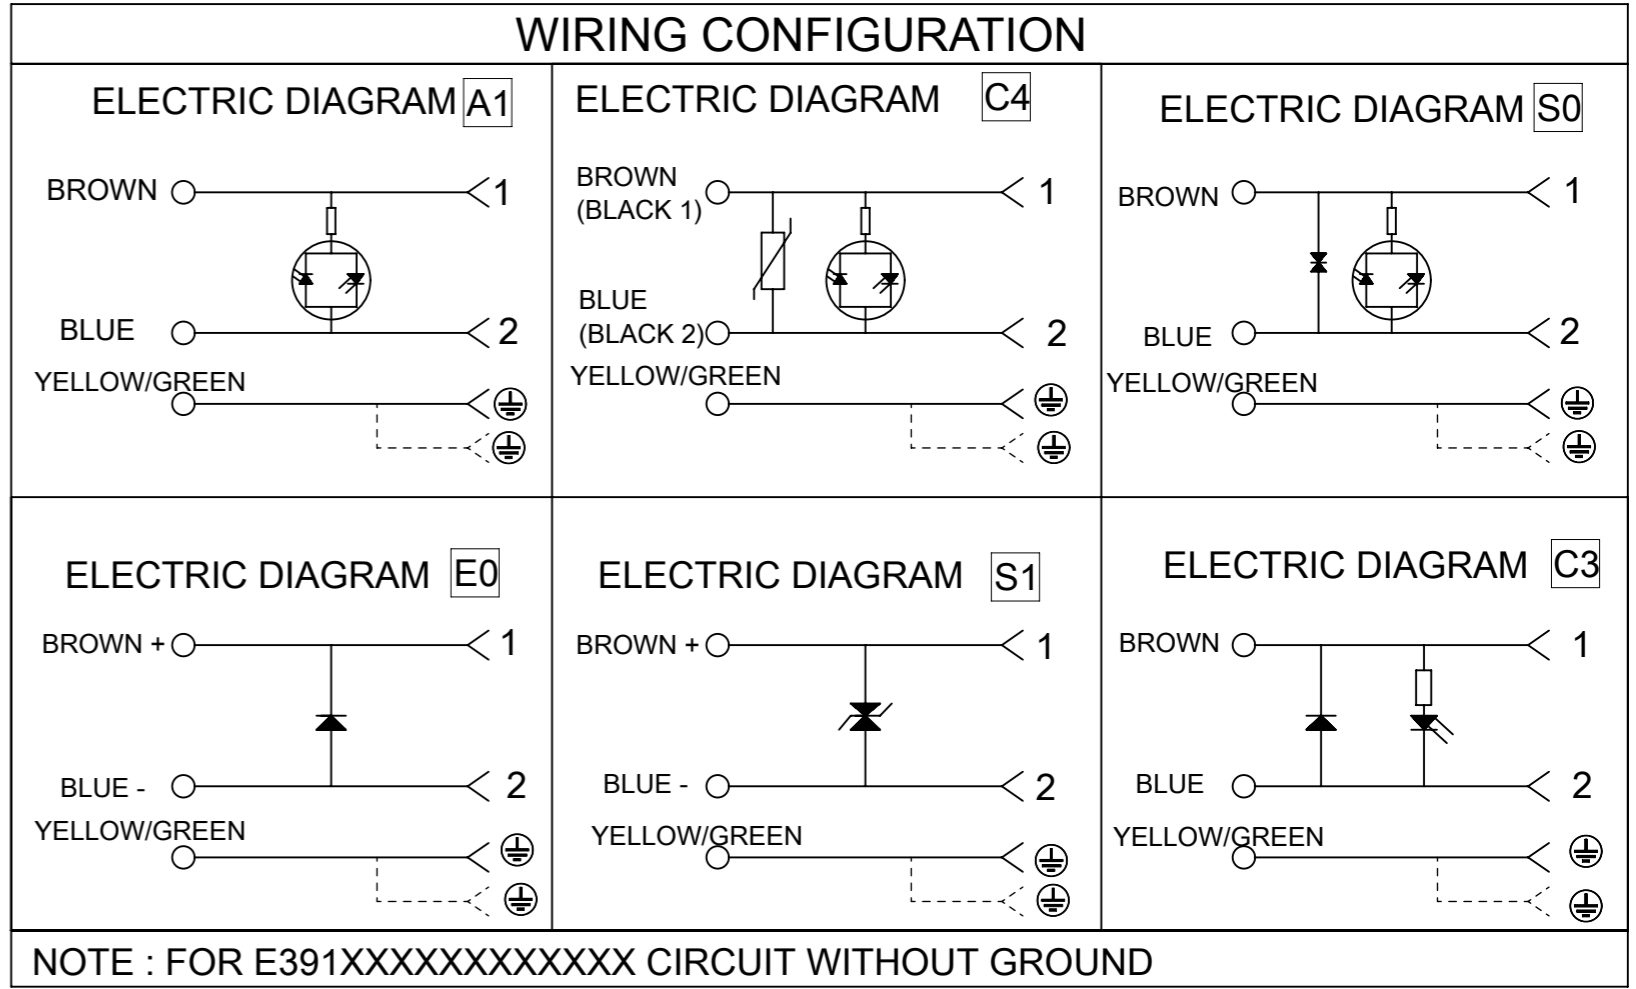 WIRING CONFIGURATION
ELECTRIC DIAGRAM A1
BROWN 1
BLUE 2
YELLOW/GREEN
ELECTRIC DIAGRAM C4
BROWN
(BLACK 1) 1
BLUE
(BLACK 2) 2
YELLOW/GREEN
ELECTRIC DIAGRAM S0
BROWN 1
BLUE 2
YELLOW/GREEN
ELECTRIC DIAGRAM E0
BROWN + 1
BLUE - 2
YELLOW/GREEN
ELECTRIC DIAGRAM S1
BROWN + 1
BLUE - 2
YELLOW/GREEN
ELECTRIC DIAGRAM C3
BROWN 1
BLUE 2
YELLOW/GREEN
NOTE : FOR E391XXXXXXXXXXXX CIRCUIT WITHOUT GROUND